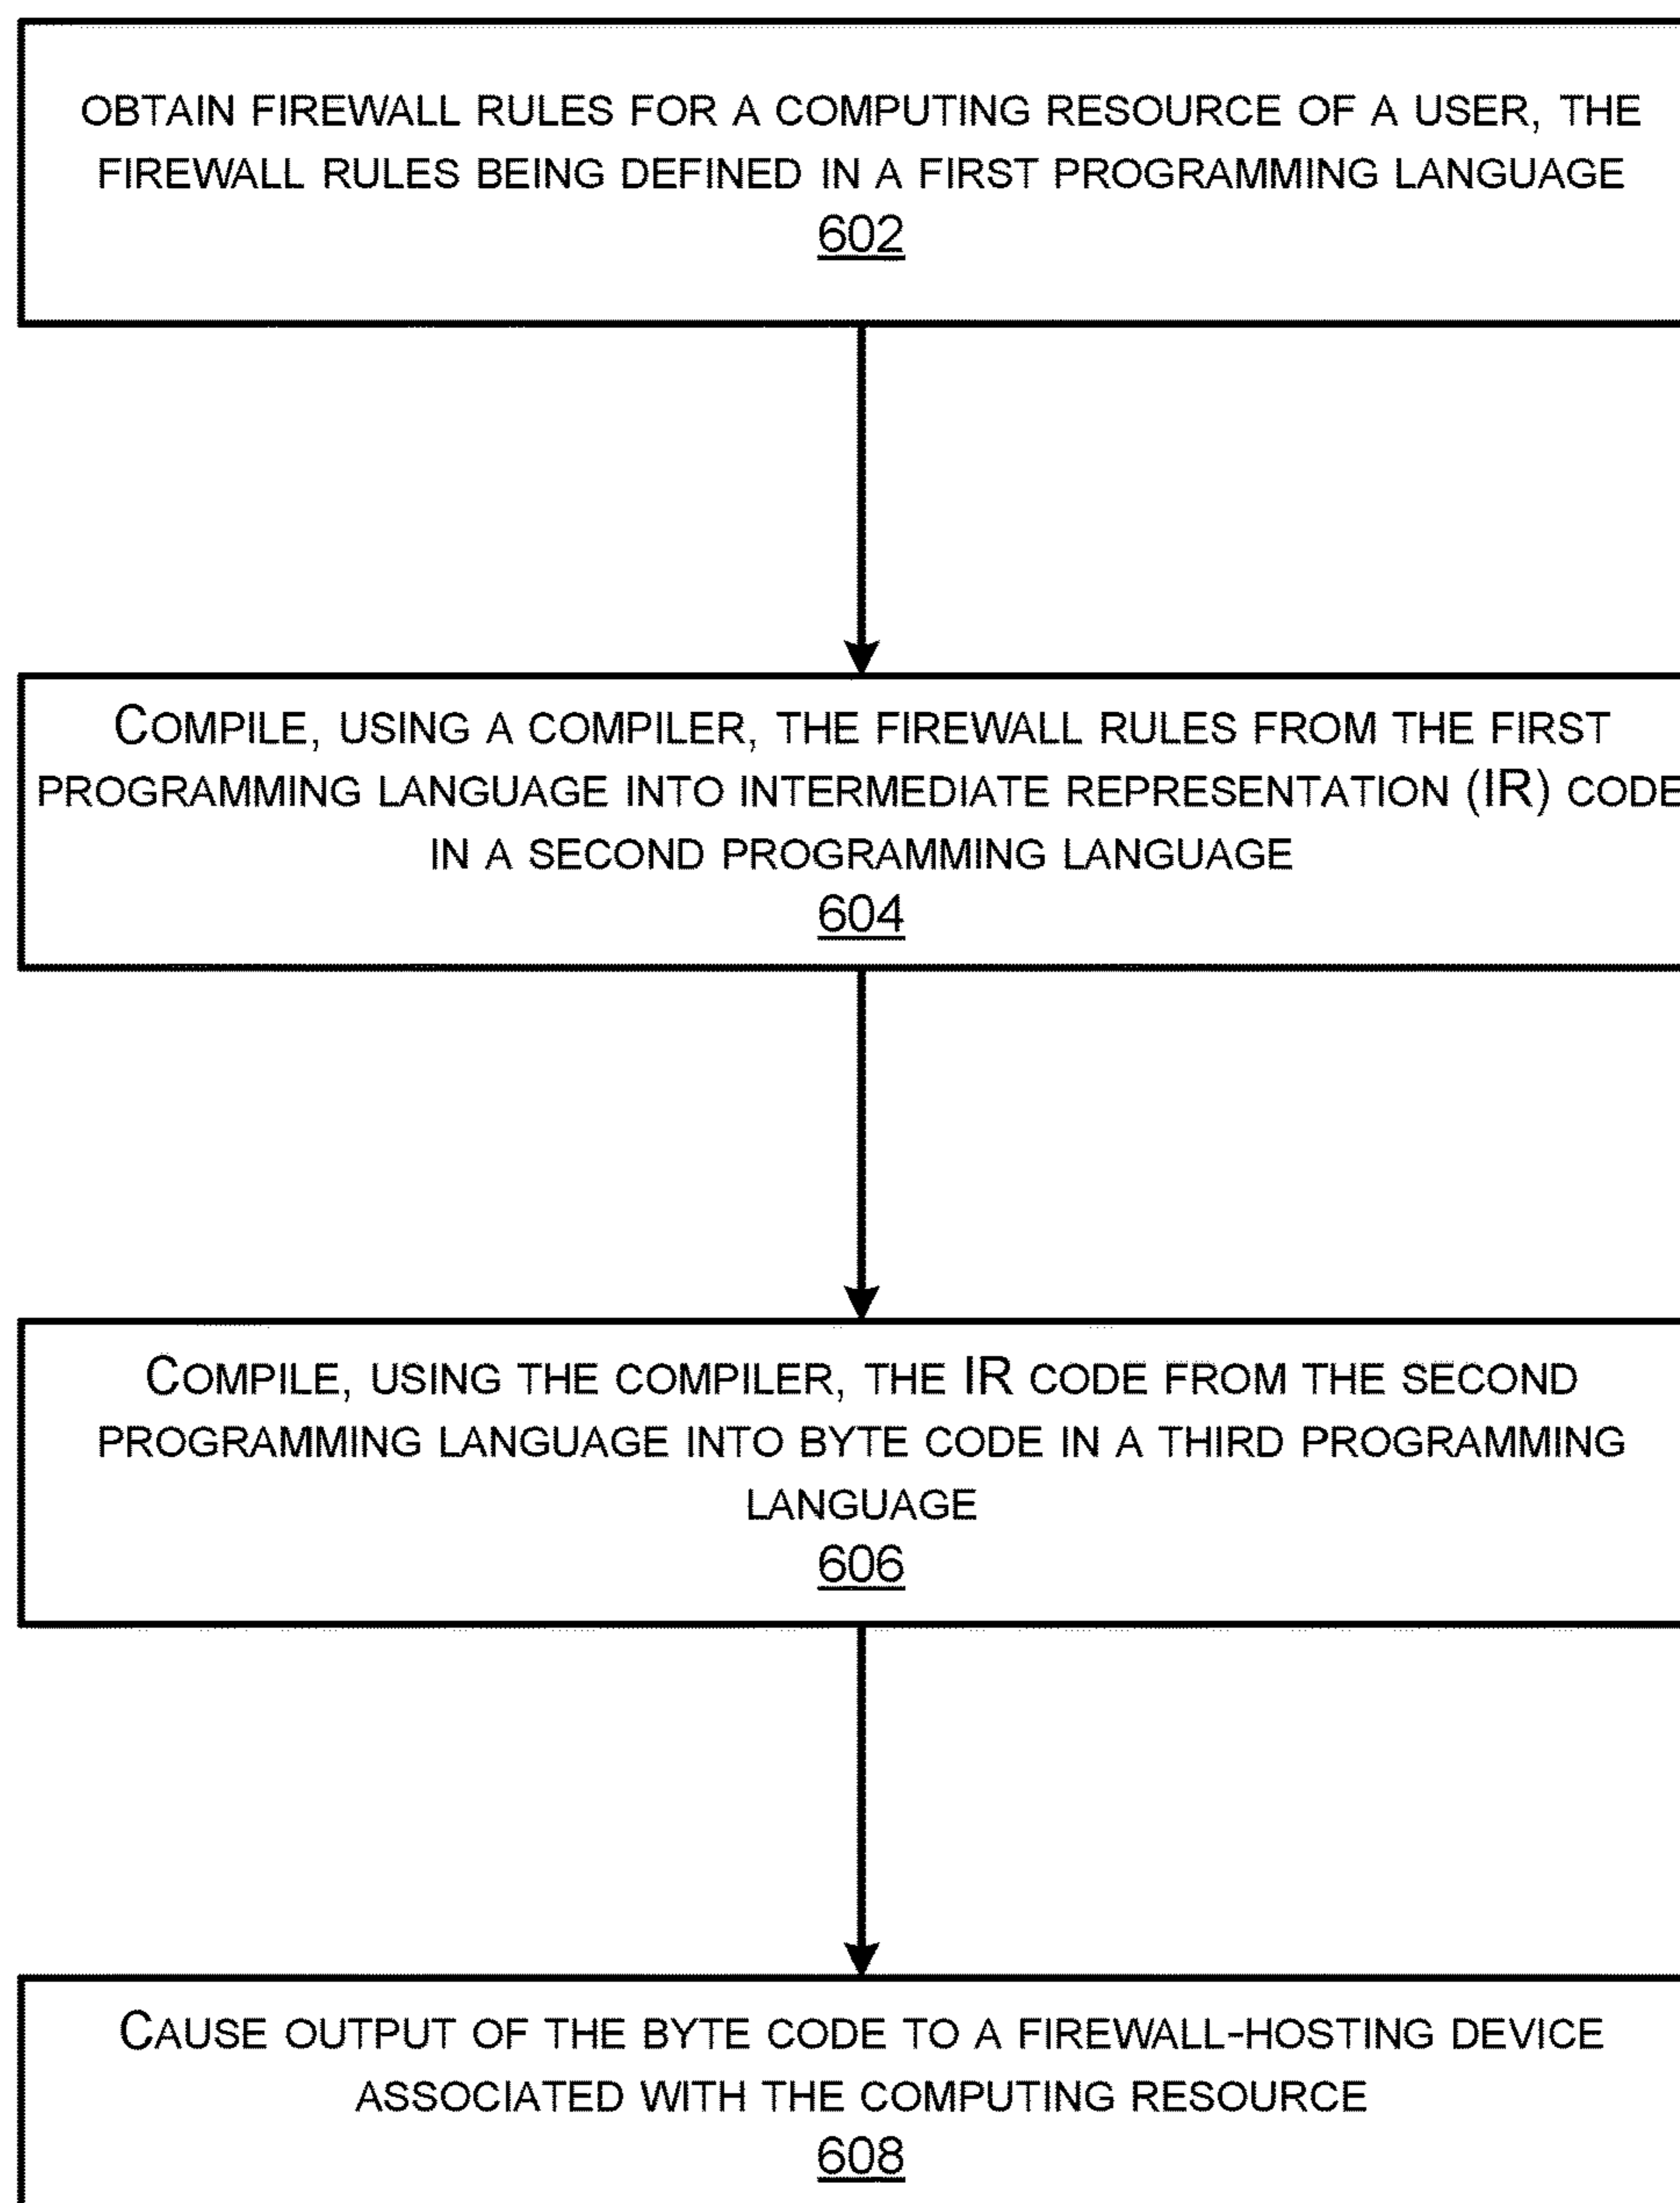 OBTAIN FIREWALL RULES FOR A COMPUTING RESOURCE OF A USER, THE
FIREWALL RULES BEING DEFINED IN A FIRST PROGRAMMING LANGUAGE
602
COMPILE, USING A COMPILER, THE FIREWALL RULES FROM THE FIRST
PROGRAMMING LANGUAGE INTO INTERMEDIATE REPRESENTATION (IR) CODE
IN A SECOND PROGRAMMING LANGUAGE
604
COMPILE, USING THE COMPILER, THE IR CODE FROM THE SECOND
PROGRAMMING LANGUAGE INTO BYTE CODE IN A THIRD PROGRAMMING
LANGUAGE
606
CAUSE OUTPUT OF THE BYTE CODE TO A FIREWALL-HOSTING DEVICE
ASSOCIATED WITH THE COMPUTING RESOURCE
608